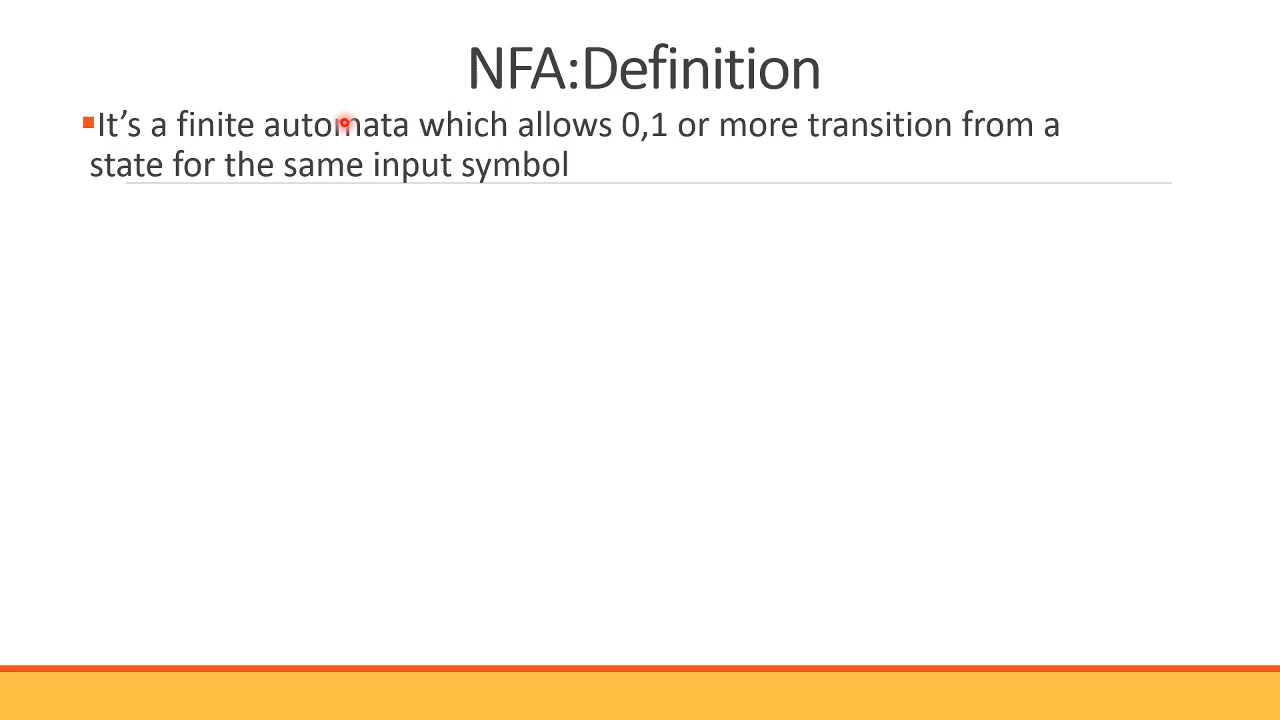 NFA:Definition
It's a finite automata which allows 0,1 or more transition from a
state for the same input symbol